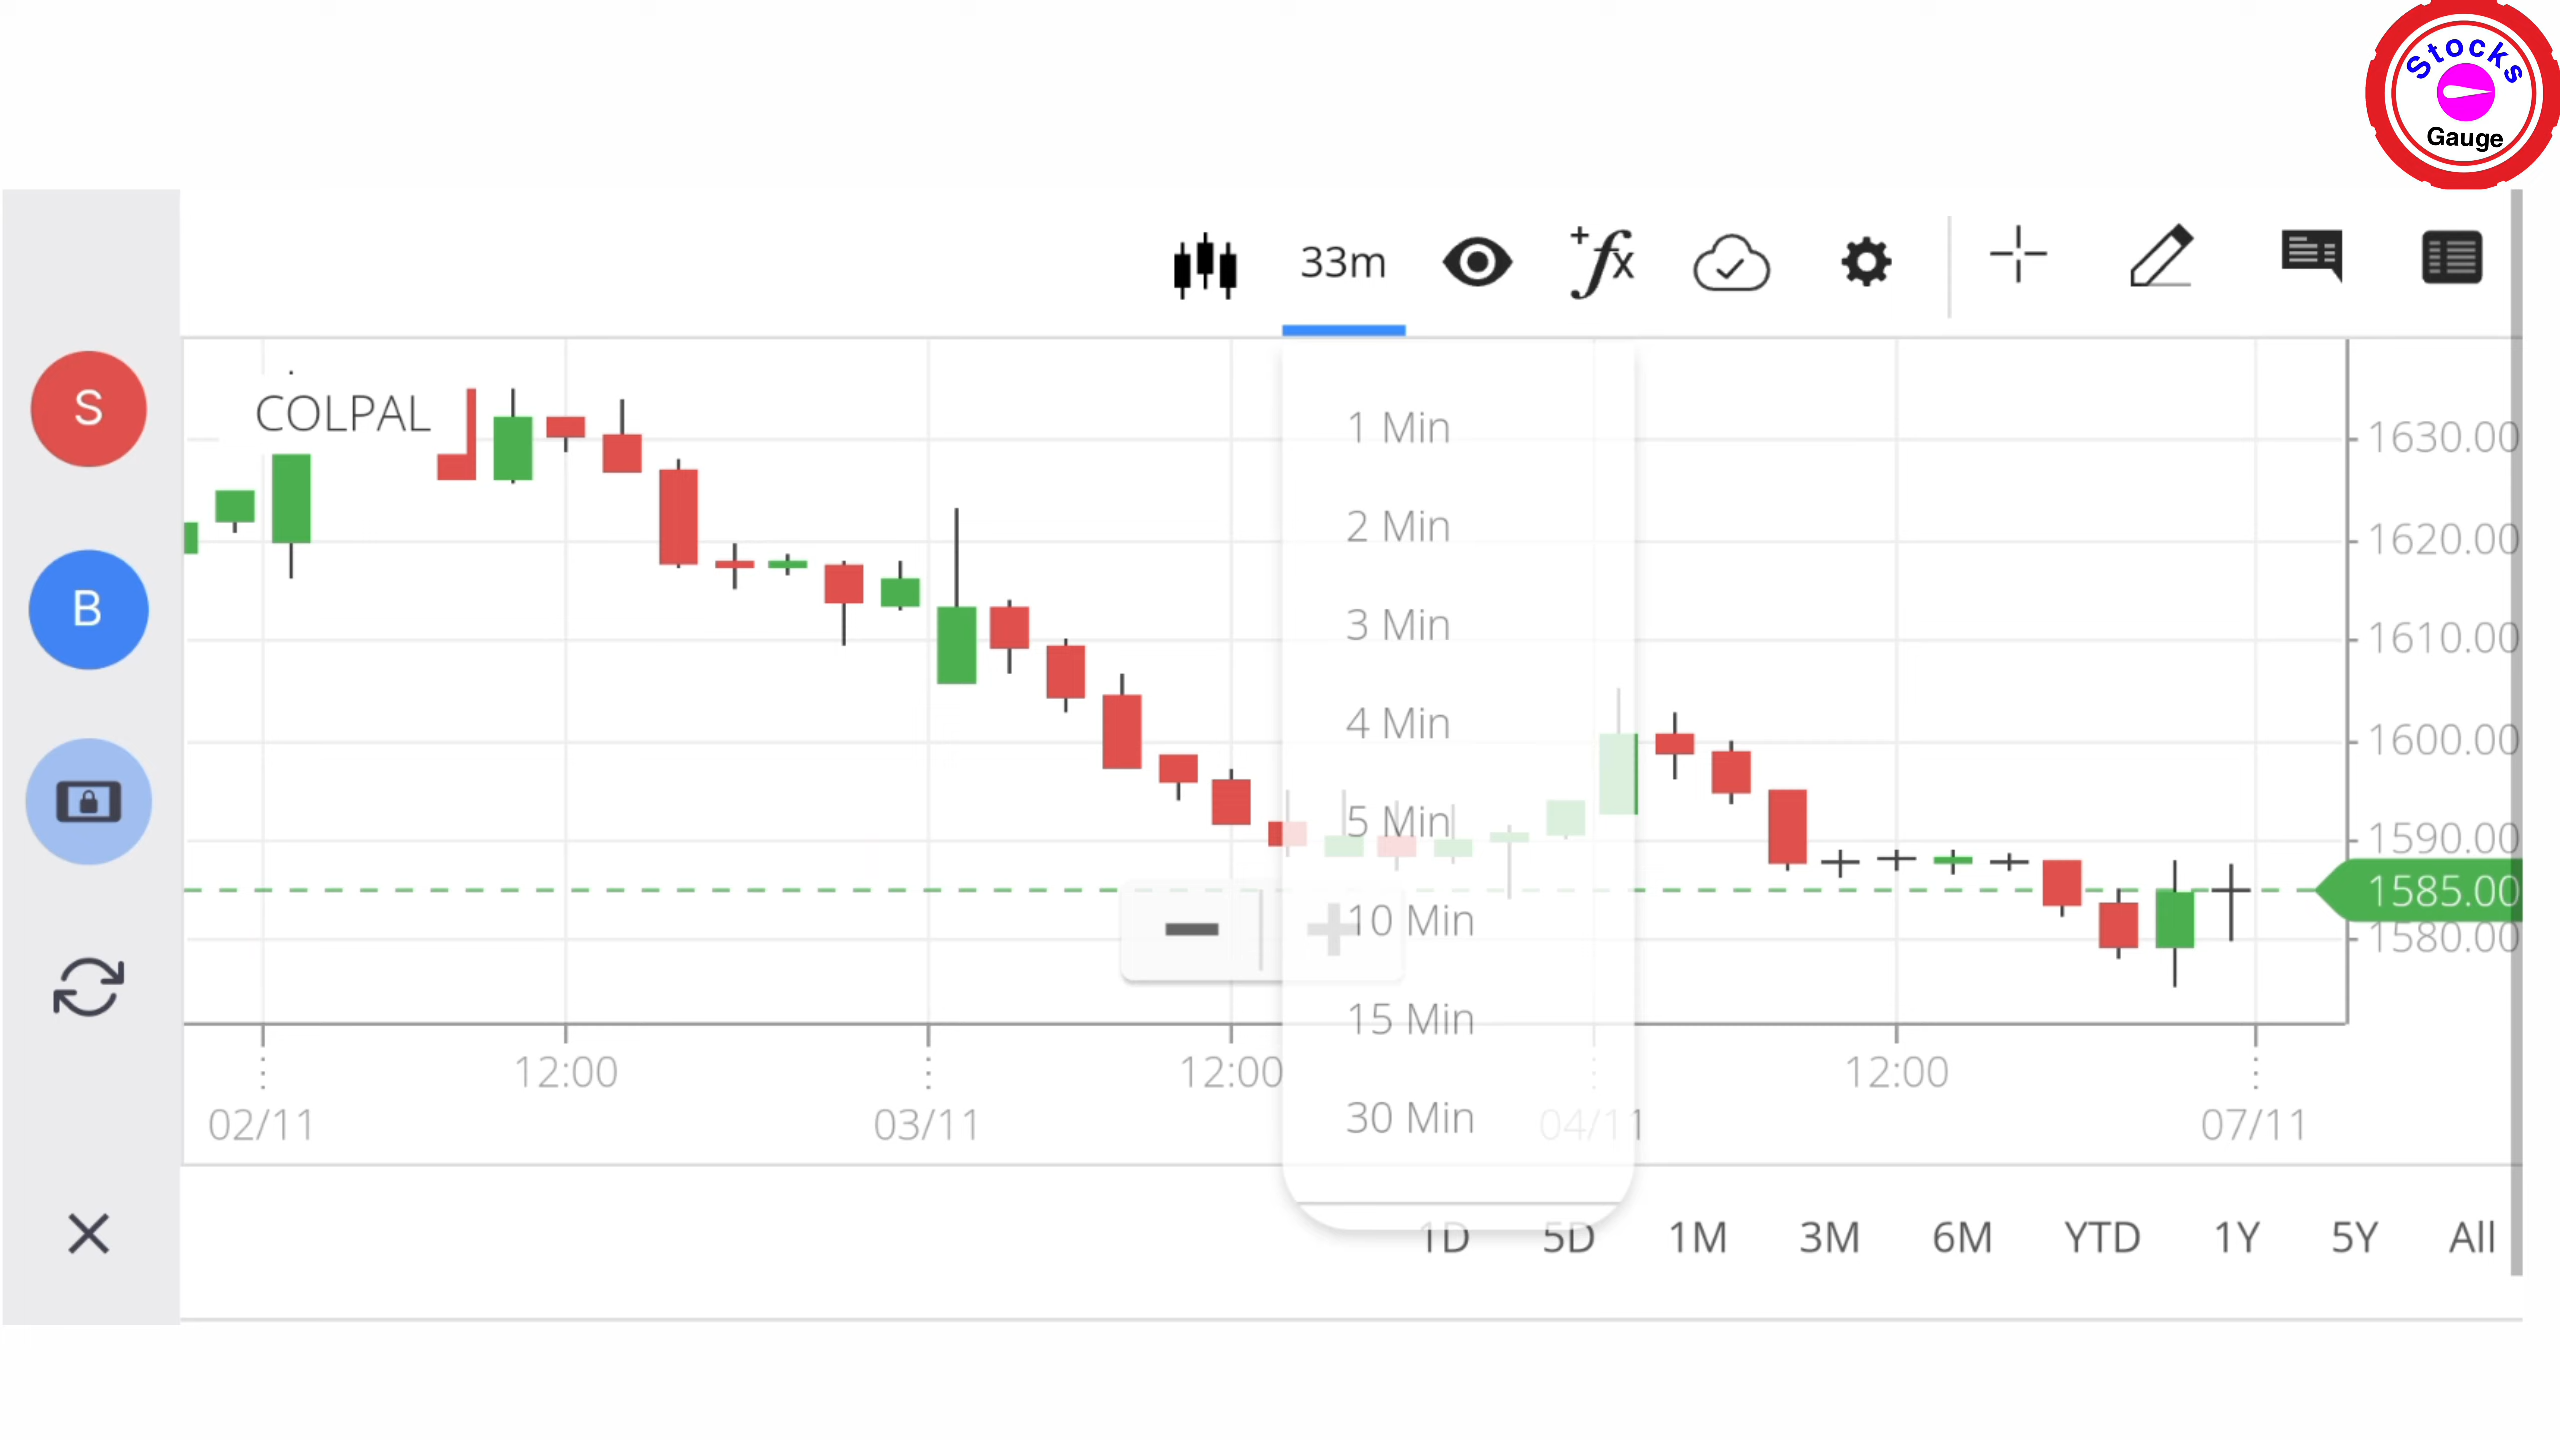 Stocks
Gauge
33m
+fx
COLPAL
S
B
1 Min
2 Min
3 Min
4 Min
5 Min
10 Min
15 Min
30 Min
1630.00
1620.00
1610.00
1600.00
1590.00
1585.00
1580.00
12:00
12:00
12:00
02/11
03/11
04/11
07/11
1D
5D
1M
3M
6M
YTD
1Y
5Y
All